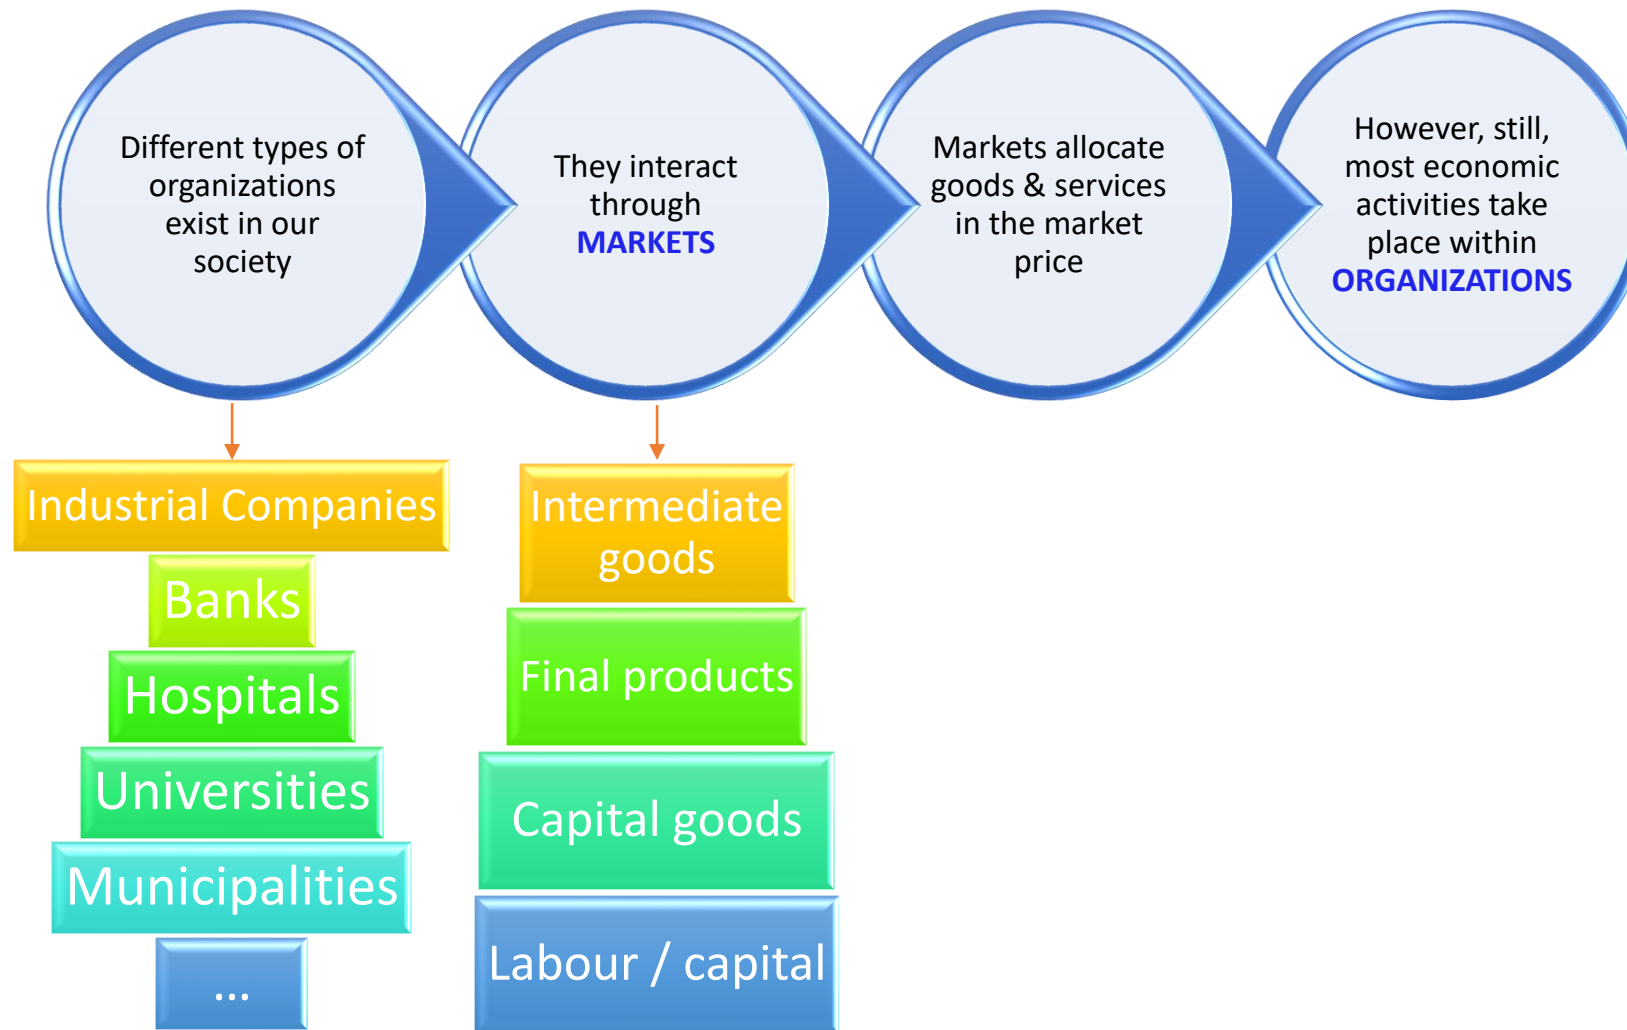 Different types of
organizations
exist in our
society
They interact
through
MARKETS
Markets allocate
goods & services
in the market
price
However, still,
most economic
activities take
place within
ORGANIZATIONS
Industrial Companies
Banks
Hospitals
Universities
Municipalities
...
Intermediate
goods
Final products
Capital goods
Labour / capital